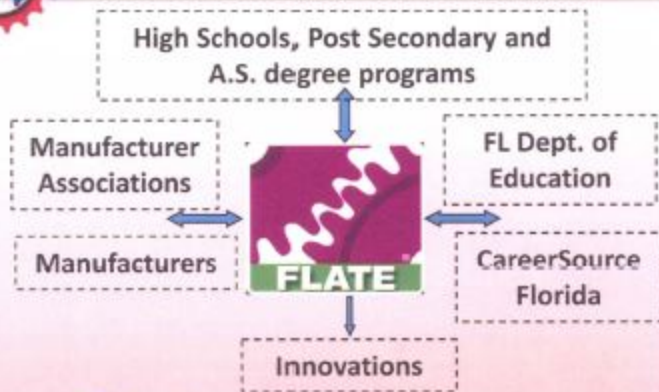 High Schools, Post Secondary and
A.S. degree programs
Manufacturer
Associations
FL Dept. of
Education
Manufacturers
FLATE
CareerSource
Florida
Innovations